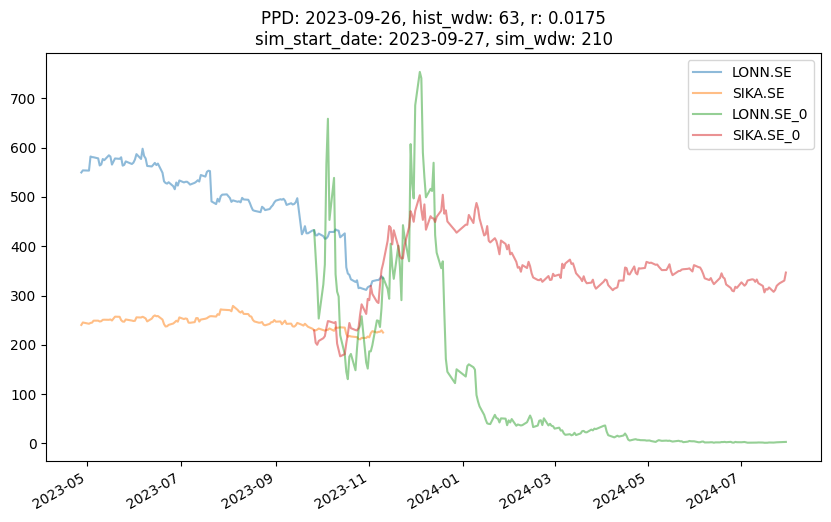 PPD: 2023-09-26, hist_wdw: 63, r: 0.0175
sim_start_date: 2023-09-27, sim_wdw: 210
LONN.SE
SIKA.SE
LONN.SE_0
SIKA.SE_0
700
600
500
400
300
200
100
0
2023-05
2023-07
2023-09
2023-11
2024-01
2024-03
2024-05
2024-07